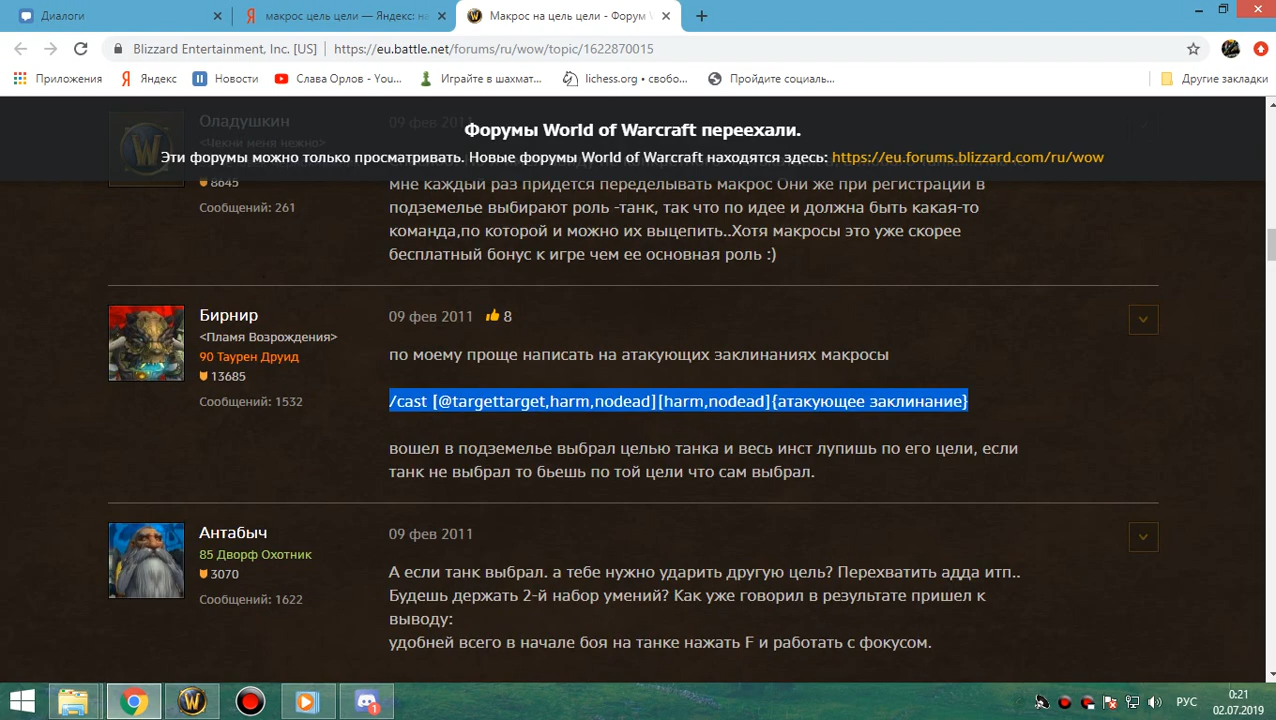 Диалоги
макрос цель цели — Яндекс: на
Макрос на цель цели - Форум
Blizzard Entertainment, Inc. [US] | https://eu.battle.net/forums/ru/wow/topic/1622870015
Приложения Яндекс Новости Слава Орлов - You... Играйте в шахмат... lichess.org • свобо... Пройдите социаль... Другие закладки
Оладушкин 09 фев 2011
Форумы World of Warcraft переехали.
<Чекни меня нежно>
Эти форумы можно только просматривать. Новые форумы World of Warcraft находятся здесь: https://eu.forums.blizzard.com/ru/wow
8645
Сообщений: 261
мне каждый раз придется переделывать макрос Они же при регистрации в
подземелье выбирают роль -танк, так что по идее и должна быть какая-то
команда,по которой и можно их выцепить..Хотя макросы это уже скорее
бесплатный бонус к игре чем ее основная роль :)
Бирнир
<Пламя Возрождения>
90 Таурен Друид
13685
Сообщений: 1532
09 фев 2011 8
по моему проще написать на атакующих заклинаниях макросы
/cast [@targettarget,harm,nodead][harm,nodead]{атакующее заклинание}
вошел в подземелье выбрал целью танка и весь инст лупишь по его цели, если
танк не выбрал то бьешь по той цели что сам выбрал.
Антабыч
85 Дворф Охотник
3070
Сообщений: 1622
09 фев 2011
А если танк выбрал. а тебе нужно ударить другую цель? Перехватить адда итп..
Будешь держать 2-й набор умений? Как уже говорил в результате пришел к
выводу:
удобней всего в начале боя на танке нажать F и работать с фокусом.
1
РУС
0:21
02.07.2019